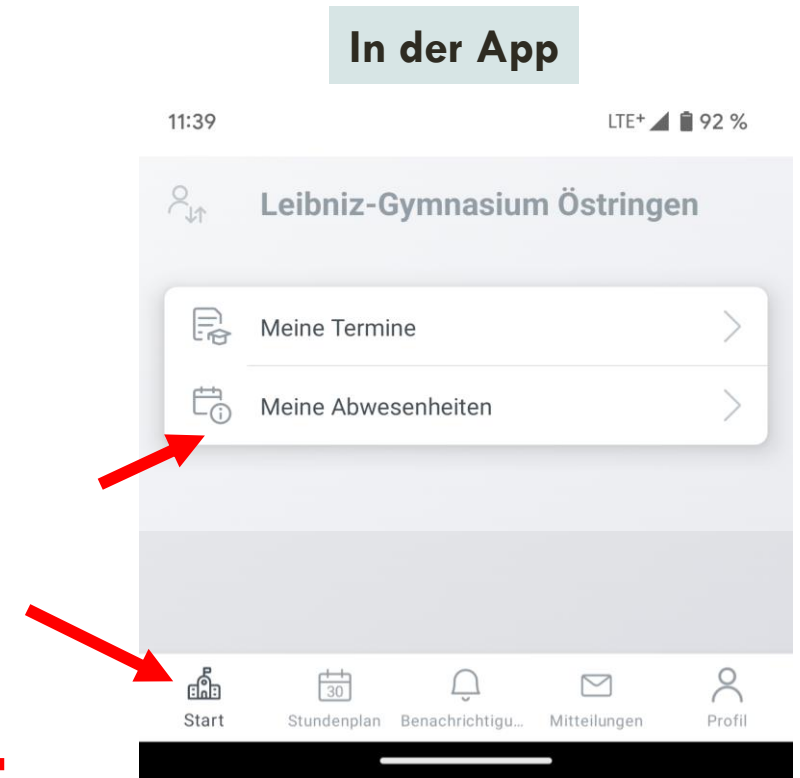 In der App
11:39 LTE+ 92 %
Leibniz-Gymnasium Östringen
Meine Termine
Meine Abwesenheiten
30
Start Stundenplan Benachrichtigu... Mitteilungen Profil